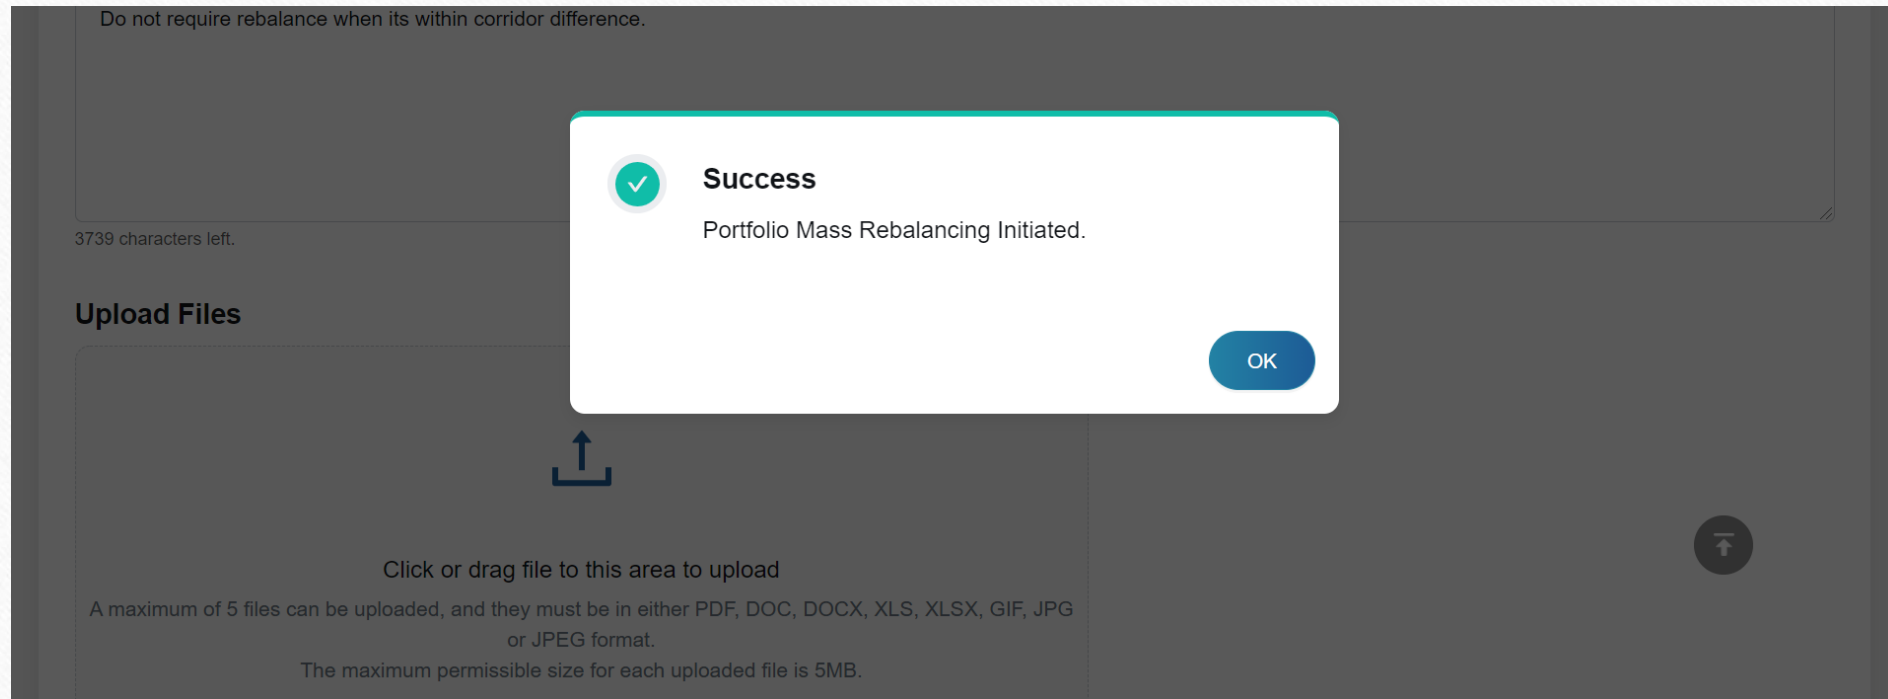 Do not require rebalance when its within corridor difference.
Success
Portfolio Mass Rebalancing Initiated.
OK
3739 characters left.
Upload Files
Click or drag file to this area to upload
A maximum of 5 files can be uploaded, and they must be in either PDF, DOC, DOCX, XLS, XLSX, GIF, JPG
or JPEG format.
The maximum permissible size for each uploaded file is 5MB.